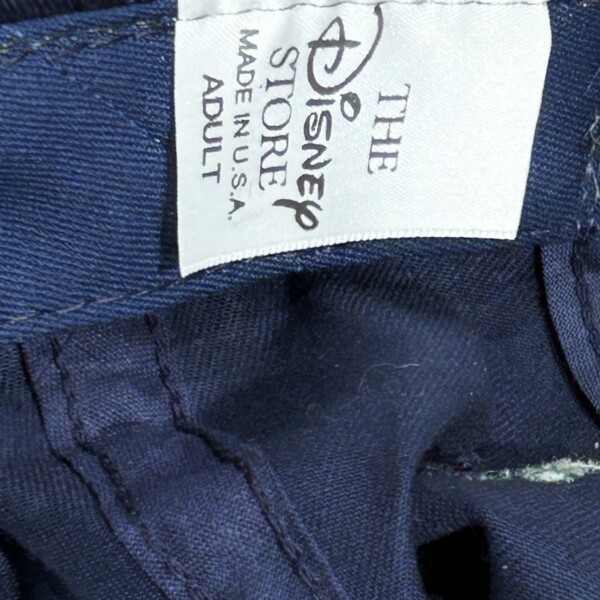 THE
Disney
STORE
MADE IN U.S.A.
ADULT